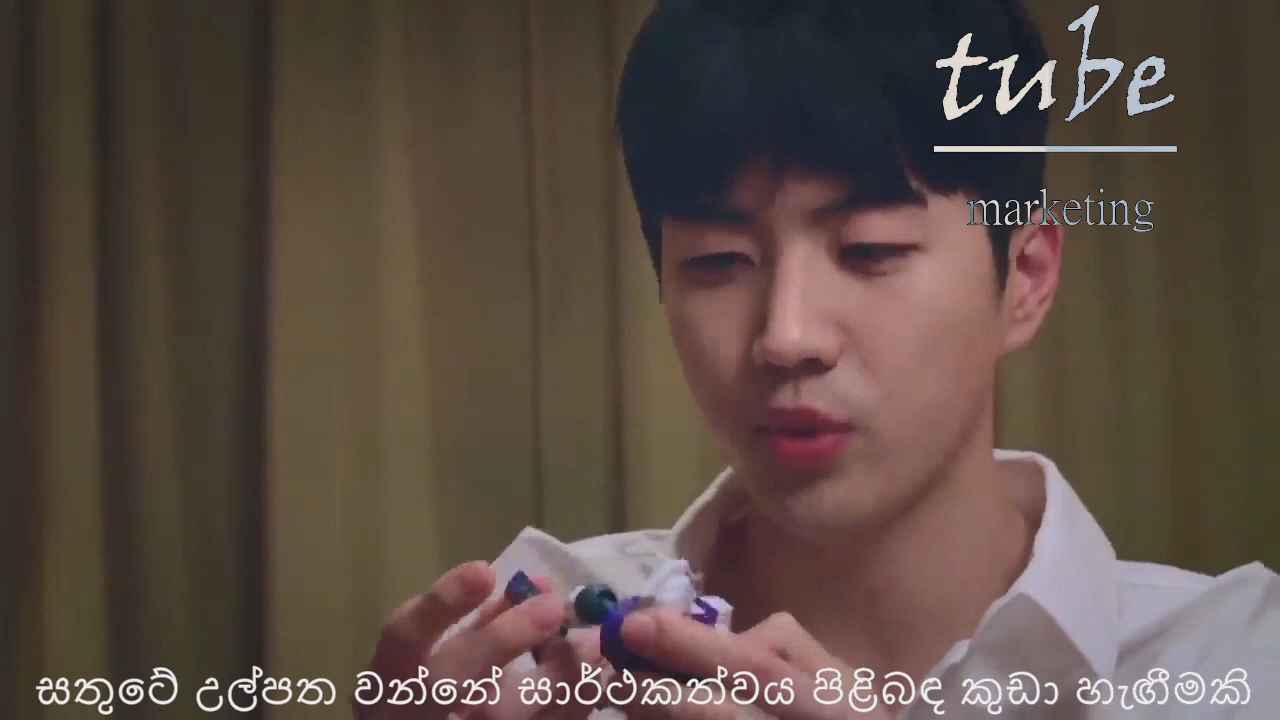 tube
marketing
සතුටේ උල්පත වන්නේ සාර්ථකත්වය පිළිබඳ කුඩා හැඟීමකි